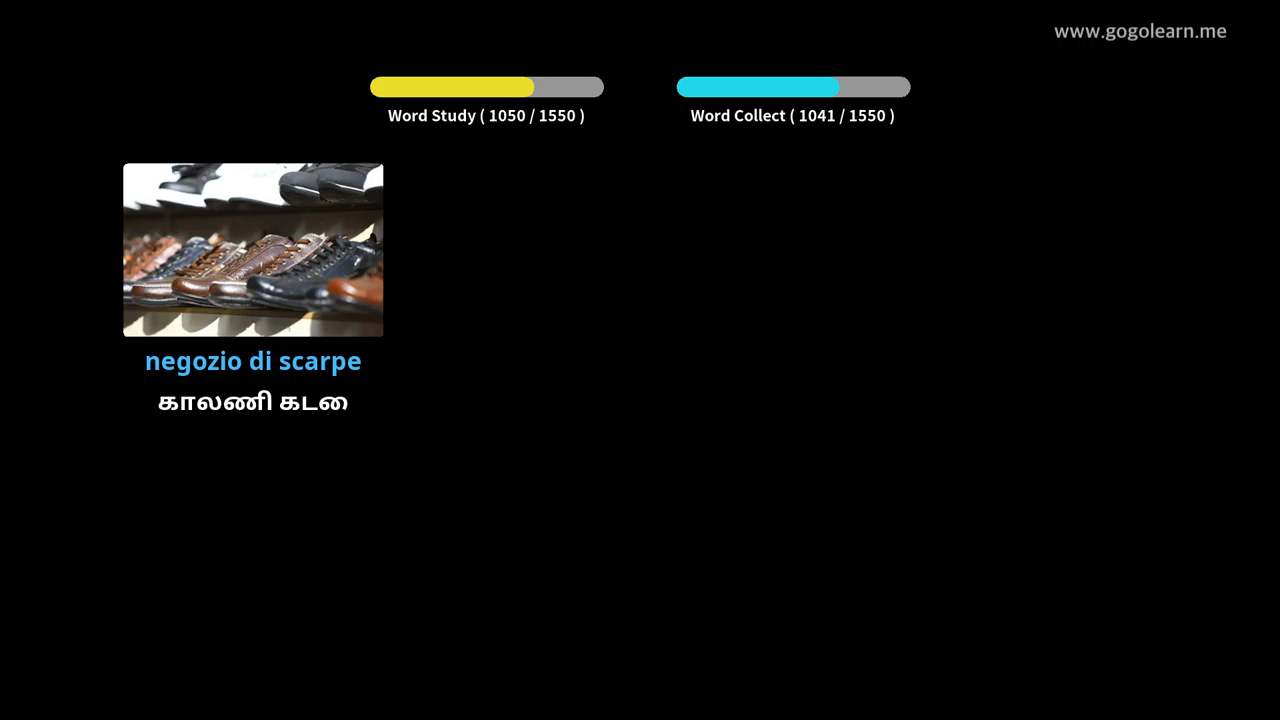 www.gogolearn.me
Word Study ( 1050 / 1550 )
Word Collect ( 1041 / 1550 )
negozio di scarpe
காலணி கடை